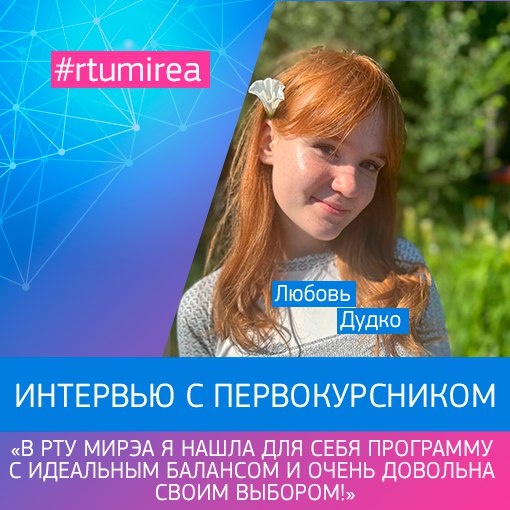 #rtumirea
Любовь
Дудко
ИНТЕРВЬЮ С ПЕРВОКУРСНИКОМ
«В РТУ МИРЭА Я НАШЛА ДЛЯ СЕБЯ ПРОГРАММУ
С ИДЕАЛЬНЫМ БАЛАНСОМ И ОЧЕНЬ ДОВОЛЬНА
СВОИМ ВЫБОРОМ!»